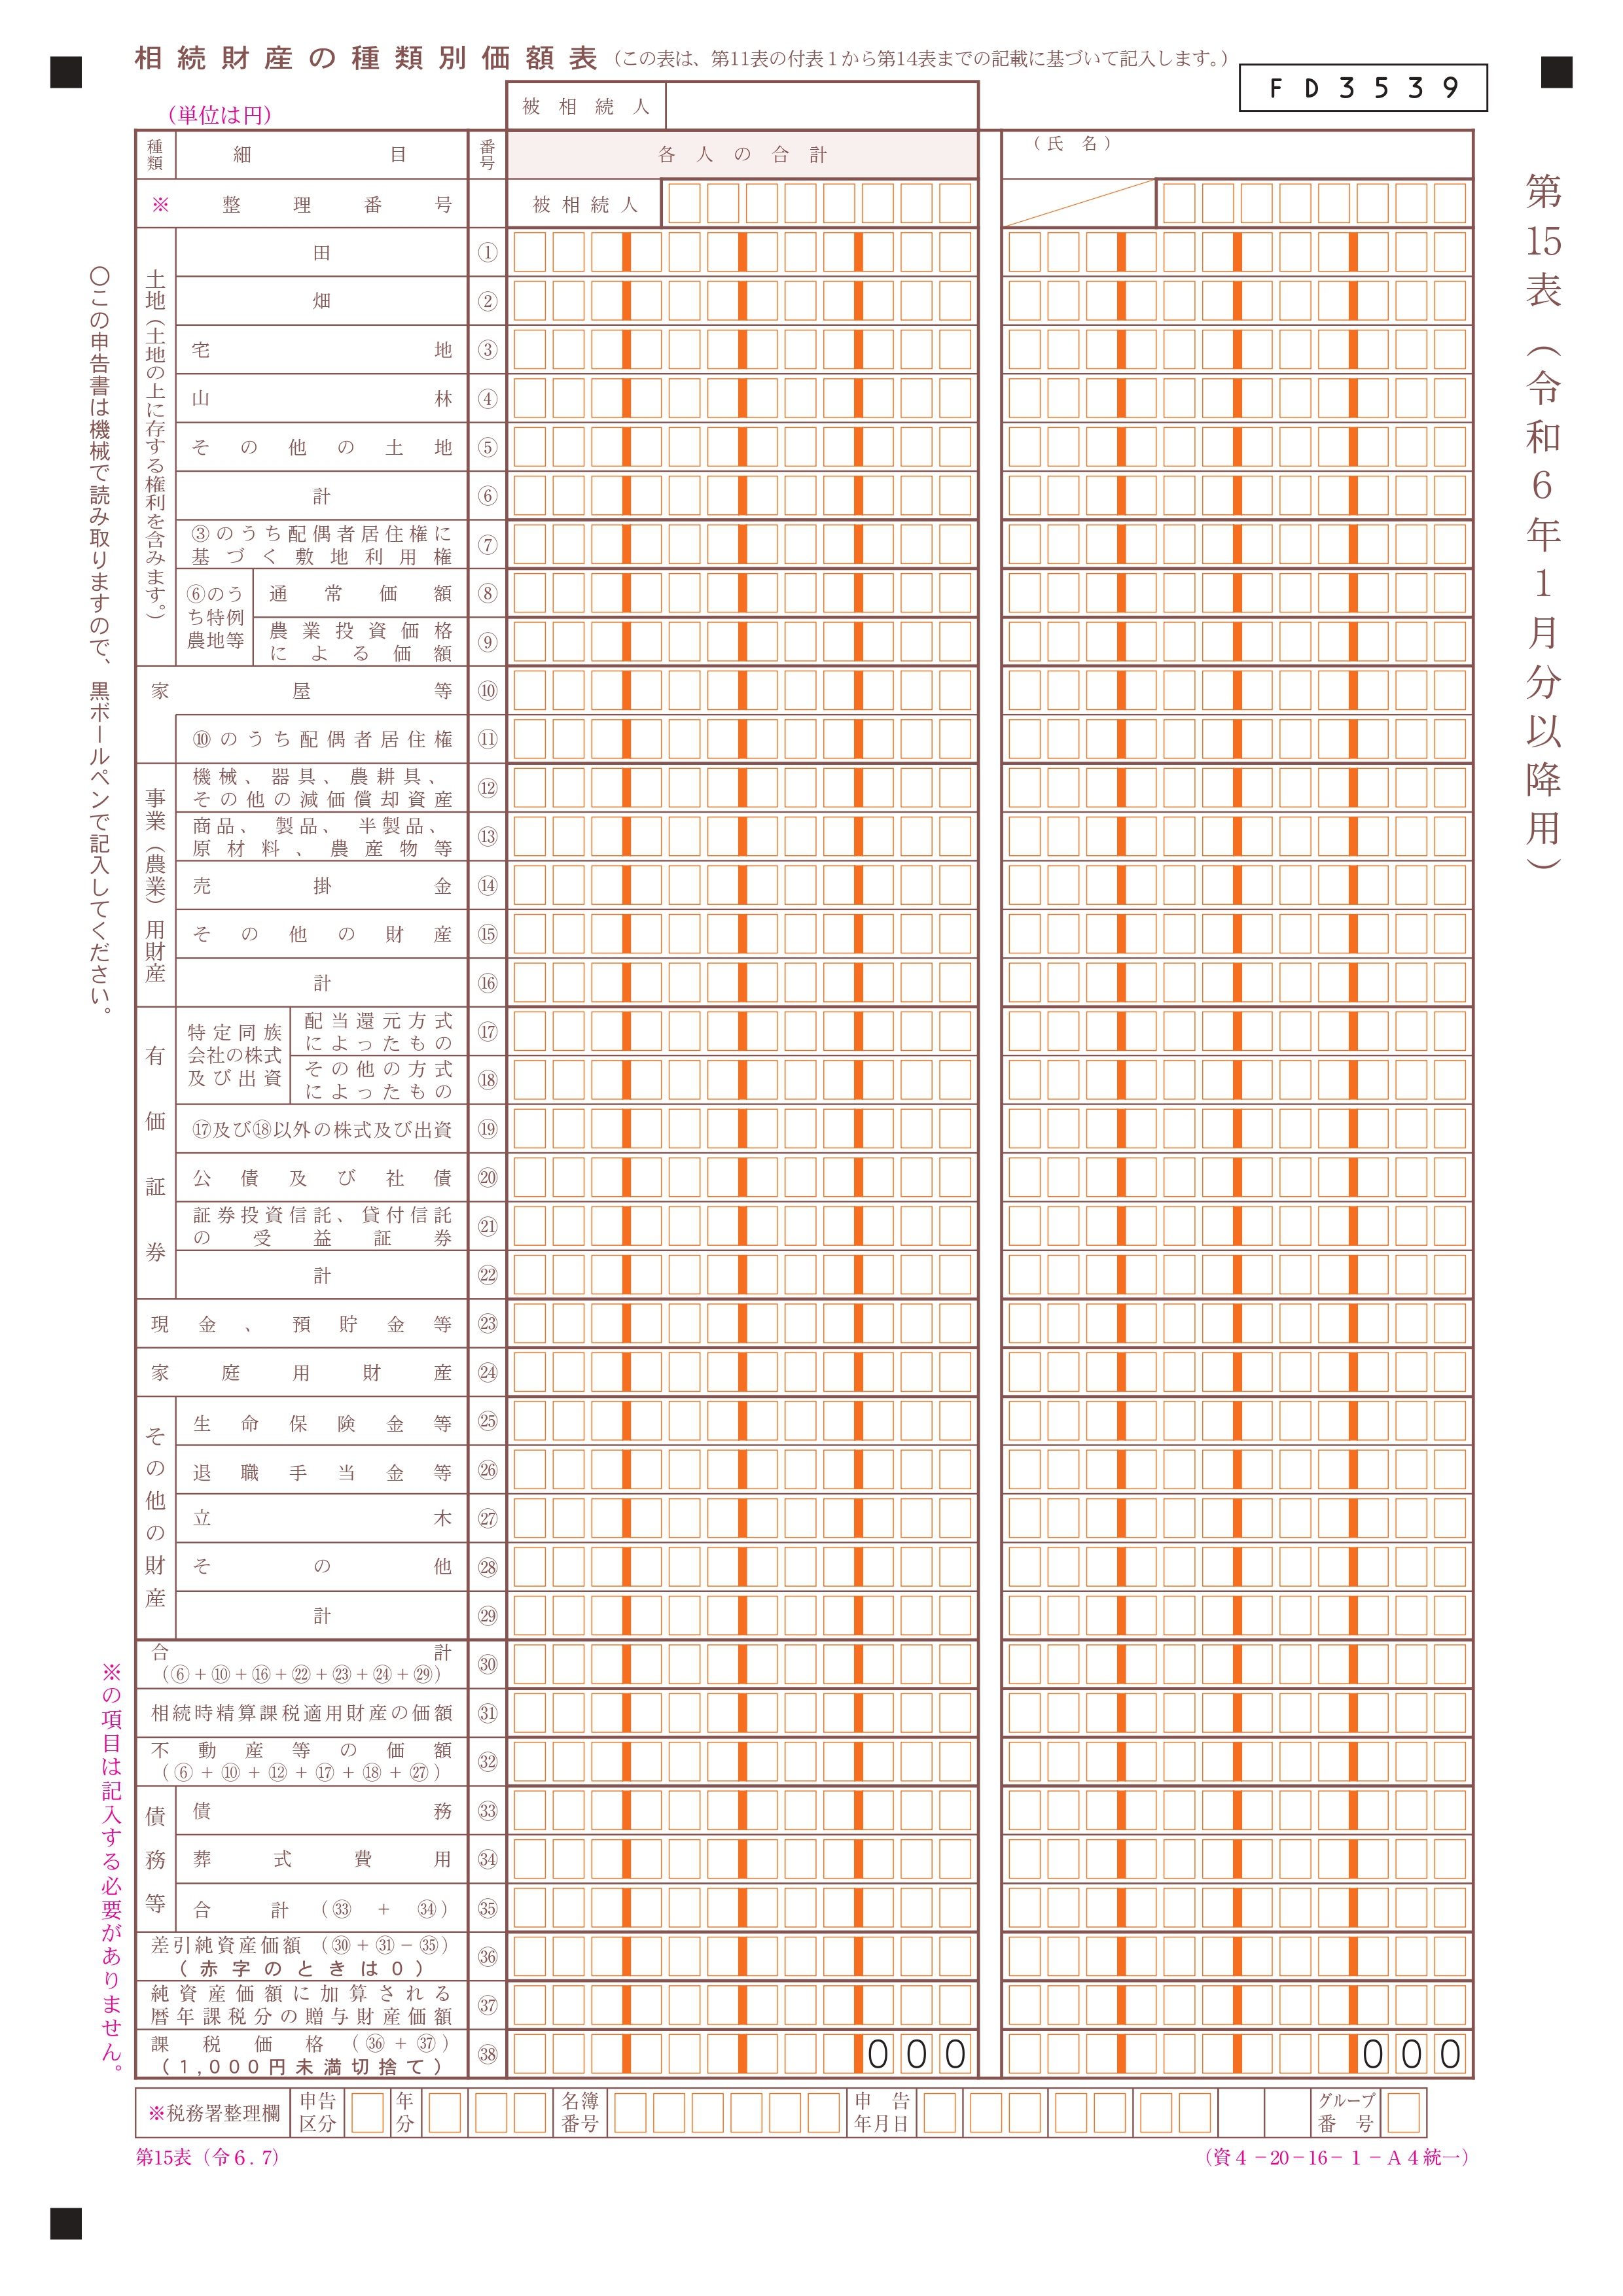 相続財産の種類別価額表（この表は、第11表の付表１から第14表までの記載に基づいて記入します。）
FD3539
（単位は円）
被相続人
種類
細目
番号
各人の合計
（氏名）
※整理番号
被相続人
土地（土地の上に存する権利を含みます。）
田 ①
畑 ②
宅地 ③
山林 ④
その他の土地 ⑤
計 ⑥
③のうち配偶者居住権に
基づく敷地利用権 ⑦
⑥のう
ち特例
農地等
通常価額 ⑧
農業投資価格
による価額 ⑨
家屋等 ⑩
⑩のうち配偶者居住権 ⑪
事業（農業）用財産
機械、器具、農耕具、
その他の減価償却資産 ⑫
商品、製品、半製品、
原材料、農産物等 ⑬
売掛金 ⑭
その他の財産 ⑮
計 ⑯
有価証券
特定同族
会社の株式
及び出資
配当還元方式
によったもの ⑰
その他の方式
によったもの ⑱
⑰及び⑱以外の株式及び出資 ⑲
公債及び社債 ⑳
証券投資信託、貸付信託
の受益証券 ㉑
計 ㉒
現金、預貯金等 ㉓
家庭用財産 ㉔
その他の財産
生命保険金等 ㉕
退職手当金等 ㉖
立木 ㉗
その他 ㉘
計 ㉙
合計
（⑥＋⑩＋⑯＋㉒＋㉓＋㉔＋㉙） ㉚
相続時精算課税適用財産の価額 ㉛
不動産等の価額
（⑥＋⑩＋⑫＋⑰＋⑱＋㉗） ㉜
債務等
債務 ㉝
葬式費用 ㉞
合計（㉝＋㉞） ㉟
差引純資産価額（㉚＋㉛－㉟）
（赤字のときは０） ㊱
純資産価額に加算される
暦年課税分の贈与財産価額 ㊲
課税価格（㊱＋㊲）
（1,000円未満切捨て） ㊳
000
000
※税務署整理欄
申告
区分
年
分
名簿
番号
申告
年月日
グループ
番号
第15表（令６.７）
（資４－20－16－１－Ａ４統一）
第15表（令和６年１月分以降用）
〇この申告書は機械で読み取りますので、黒ボールペンで記入してください。
※の項目は記入する必要がありません。